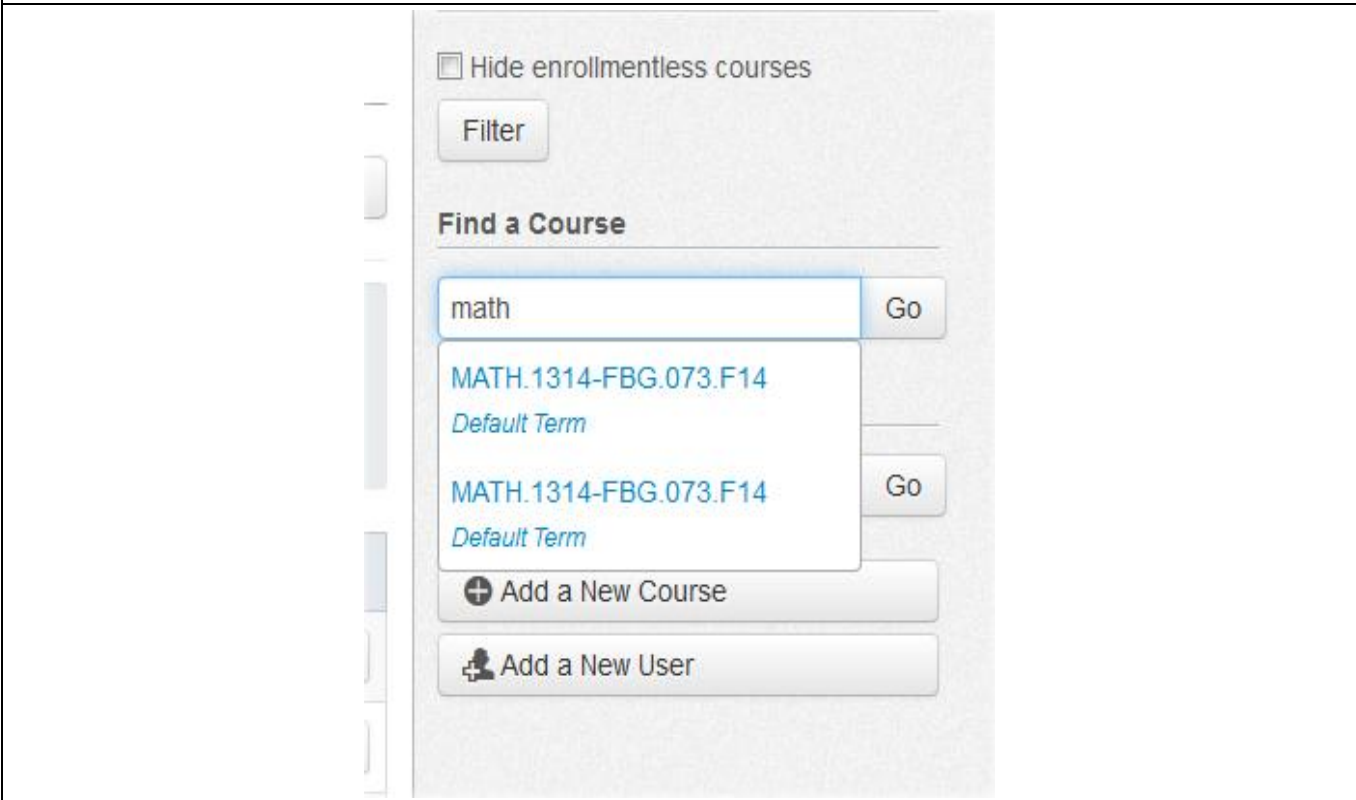 Hide enrollmentless courses
Filter
Find a Course
math
Go
MATH.1314-FBG.073.F14
Default Term
MATH.1314-FBG.073.F14
Default Term
Go
Add a New Course
Add a New User